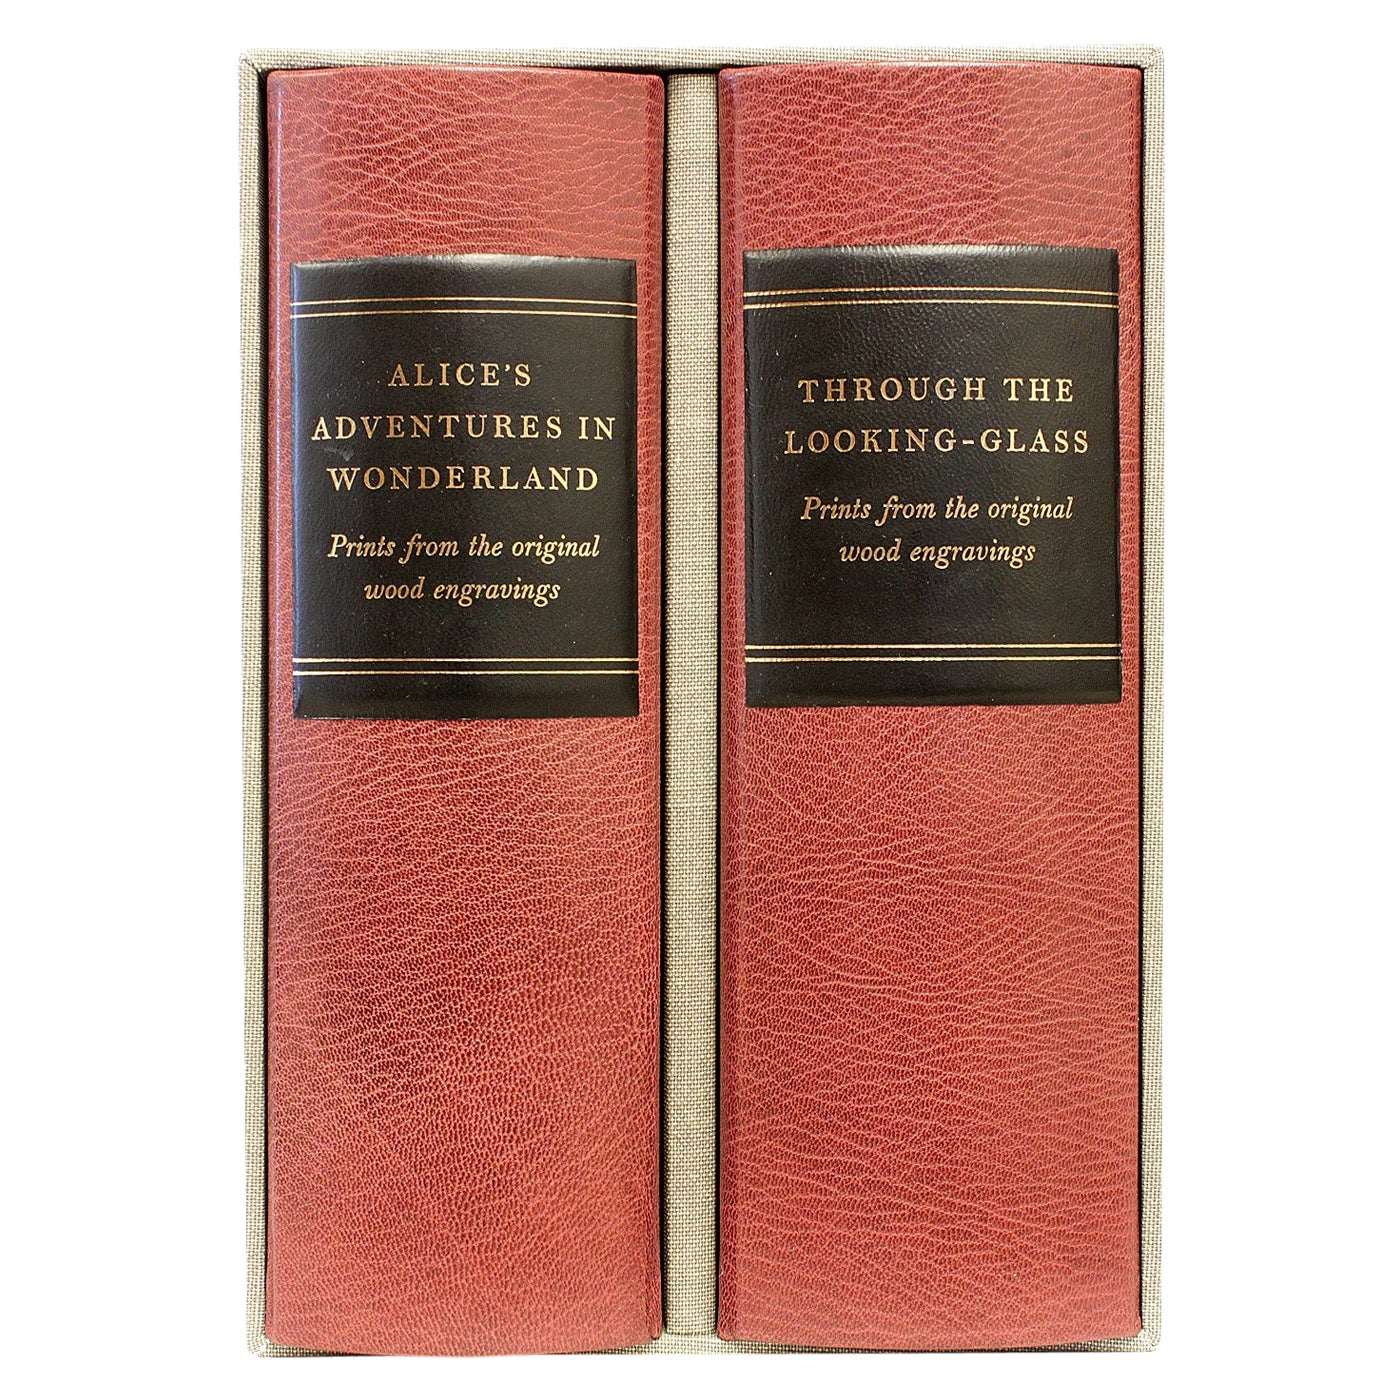 ALICE'S
ADVENTURES IN
WONDERLAND
Prints from the original
wood engravings
THROUGH THE
LOOKING-GLASS
Prints from the original
wood engravings